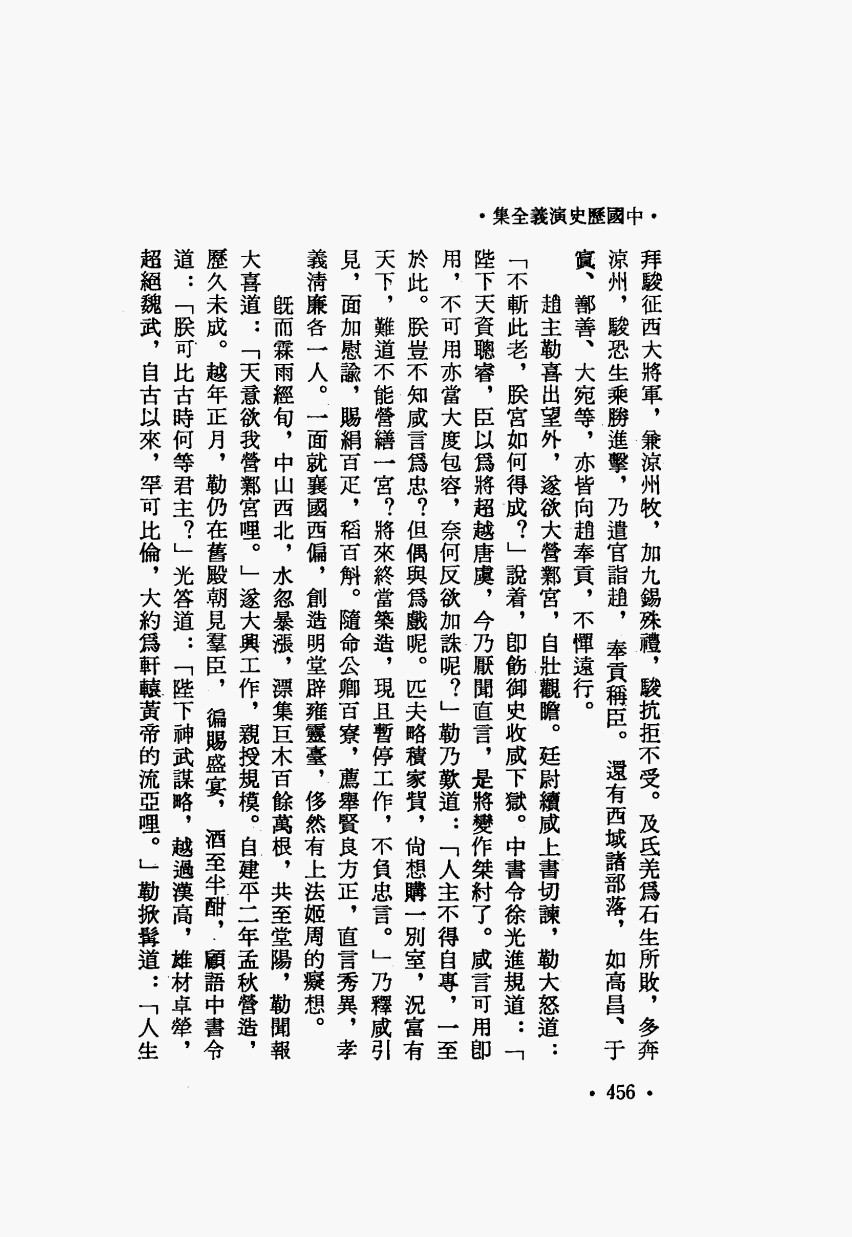 ·中國歷史演義全集·
拜駿征西大將軍，兼涼州牧，加九錫殊禮，駿抗拒不受。及氐羌爲石生所敗，多奔
涼州，駿恐生乘勝進擊，乃遣官詣趙，奉貢稱臣。還有西域諸部落，如高昌、于
窴、鄯善、大宛等，亦皆向趙奉貢，不憚遠行。
趙主勒喜出望外，遂欲大營鄴宮，自壯觀瞻。廷尉續咸上書切諫，勒大怒道：
「不斬此老，朕宮如何得成？」說着，卽飭御史收咸下獄。中書令徐光進規道：「
陛下天資聰睿，臣以爲將超越唐虞，今乃厭聞直言，是將變作桀紂了。咸言可用卽
用，不可用亦當大度包容，奈何反欲加誅呢？」勒乃歎道：「人主不得自專，一至
於此。朕豈不知咸言爲忠？但偶與爲戲呢。匹夫略積家貲，尙想購一別室，況富有
天下，難道不能營繕一宮？將來終當築造，現且暫停工作，不負忠言。」乃釋咸引
見，面加慰諭，賜絹百疋，稻百斛。隨命公卿百寮，薦舉賢良方正，直言秀異，孝
義淸廉各一人。一面就襄國西偏，創造明堂辟雍靈臺，侈然有上法姬周的癡想。
旣而霖雨經旬，中山西北，水忽暴漲，漂集巨木百餘萬根，共至堂陽，勒聞報
大喜道：「天意欲我營鄴宮哩。」遂大興工作，親授規模。自建平二年孟秋營造，
歷久未成。越年正月，勒仍在舊殿朝見羣臣，徧賜盛宴，酒至半酣，顧語中書令
道：「朕可比古時何等君主？」光答道：「陛下神武謀略，越過漢高，雄材卓犖，
超絕魏武，自古以來，罕可比倫，大約爲軒轅黃帝的流亞哩。」勒掀髯道：「人生
·456·